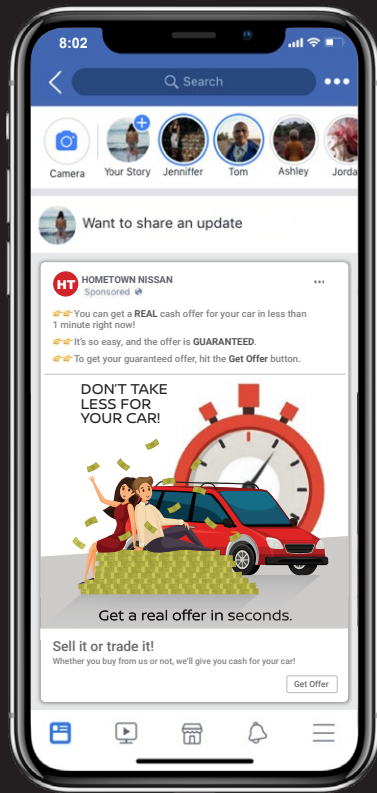 8:02
Search
Camera
Your Story
Jenniffer
Tom
Ashley
Jorda
Want to share an update
HT
HOMETOWN NISSAN
Sponsored
👉👉You can get a REAL cash offer for your car in less than
1 minute right now!
👉👉It's so easy, and the offer is GUARANTEED.
👉👉To get your guaranteed offer, hit the Get Offer button.
DON'T TAKE
LESS FOR
YOUR CAR!
Get a real offer in seconds.
Sell it or trade it!
Whether you buy from us or not, we'll give you cash for your car!
Get Offer